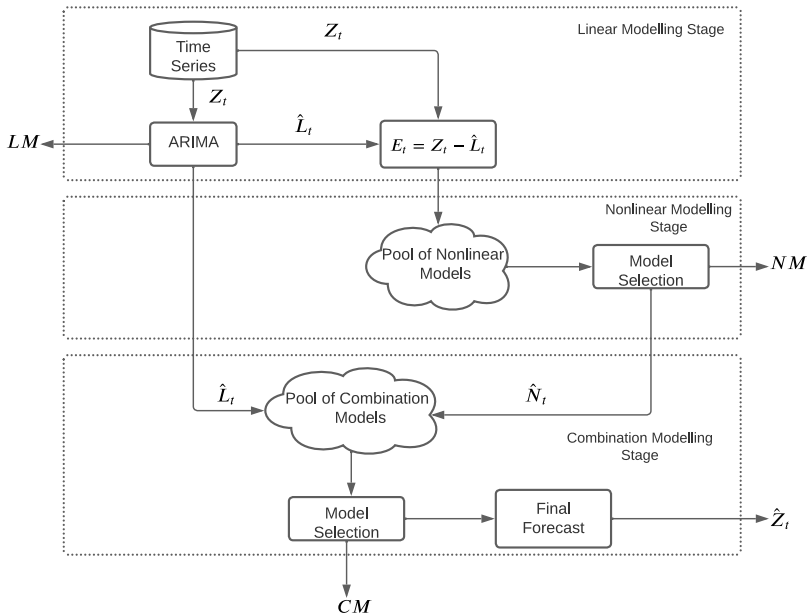 Linear Modelling Stage
Time
Series
Z_t
Z_t
LM
ARIMA
L̂_t
E_t = Z_t − L̂_t
Nonlinear Modelling
Stage
Pool of Nonlinear
Models
Model
Selection
NM
Pool of Combination
Models
L̂_t
N̂_t
Combination Modelling
Stage
Model
Selection
Final
Forecast
Ẑ_t
CM